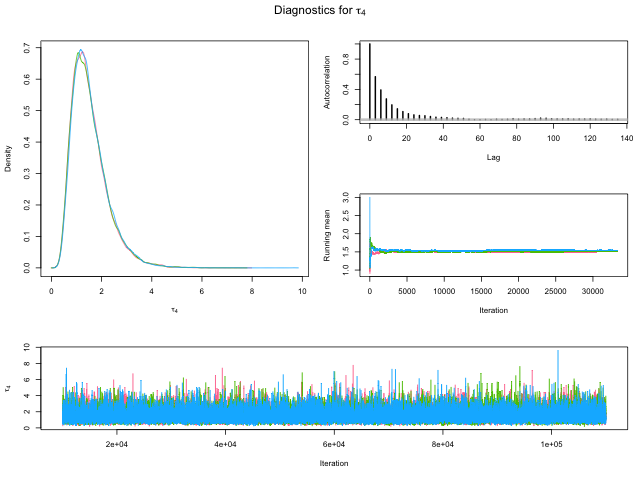 Diagnostics for τ4
Density
0.0 0.1 0.2 0.3 0.4 0.5 0.6 0.7
0 2 4 6 8 10
τ4
Autocorrelation
0.0 0.4 0.8
0 20 40 60 80 100 120 140
Lag
Running mean
1.0 1.5 2.0 2.5 3.0
0 5000 10000 15000 20000 25000 30000
Iteration
τ4
0 2 4 6 8 10
2e+04 4e+04 6e+04 8e+04 1e+05
Iteration